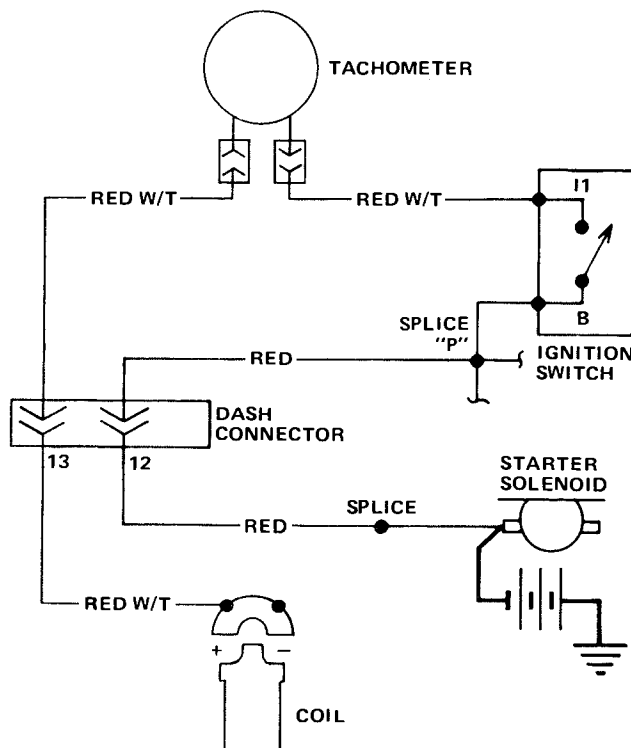 TACHOMETER
RED W/T
RED W/T
I1
B
SPLICE
"P"
IGNITION
SWITCH
RED
DASH
CONNECTOR
13
12
STARTER
SOLENOID
SPLICE
RED
RED W/T
+
−
COIL